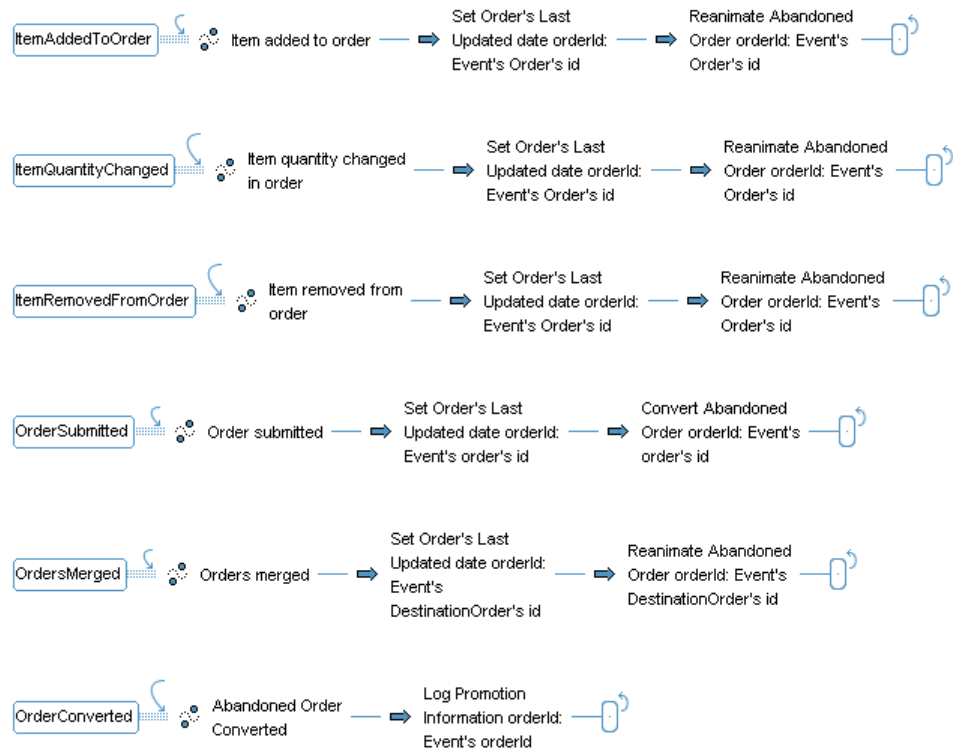 ItemAddedToOrder
Item added to order
Set Order's Last
Updated date orderId:
Event's Order's id
Reanimate Abandoned
Order orderId: Event's
Order's id
ItemQuantityChanged
Item quantity changed
in order
Set Order's Last
Updated date orderId:
Event's Order's id
Reanimate Abandoned
Order orderId: Event's
Order's id
ItemRemovedFromOrder
Item removed from
order
Set Order's Last
Updated date orderId:
Event's Order's id
Reanimate Abandoned
Order orderId: Event's
Order's id
OrderSubmitted
Order submitted
Set Order's Last
Updated date orderId:
Event's order's id
Convert Abandoned
Order orderId: Event's
order's id
OrdersMerged
Orders merged
Set Order's Last
Updated date orderId:
Event's
DestinationOrder's id
Reanimate Abandoned
Order orderId: Event's
DestinationOrder's id
OrderConverted
Abandoned Order
Converted
Log Promotion
Information orderId:
Event's orderId